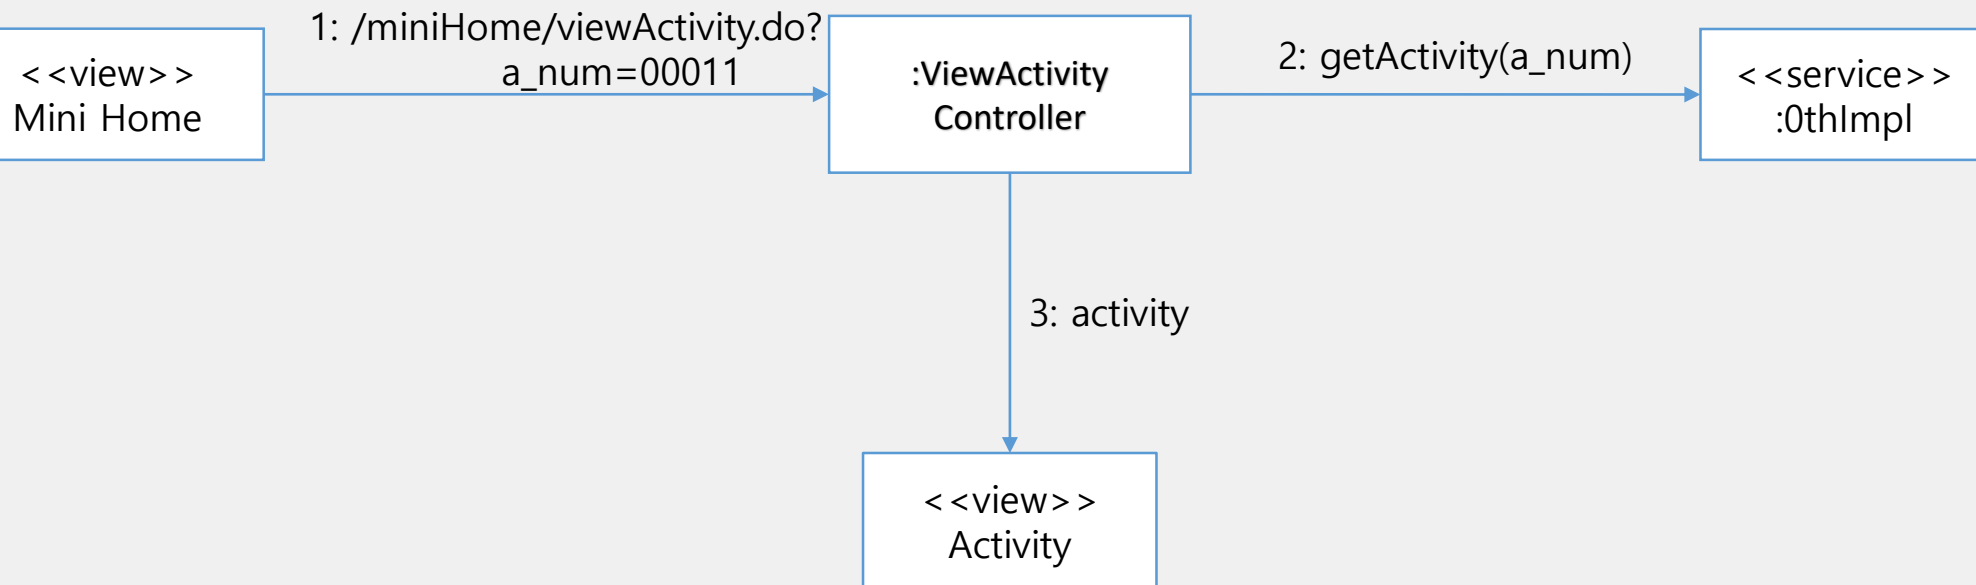 1: /miniHome/viewActivity.do?
a_num=00011
<<view>>
Mini Home
:ViewActivity
Controller
2: getActivity(a_num)
<<service>>
:0thImpl
3: activity
<<view>>
Activity